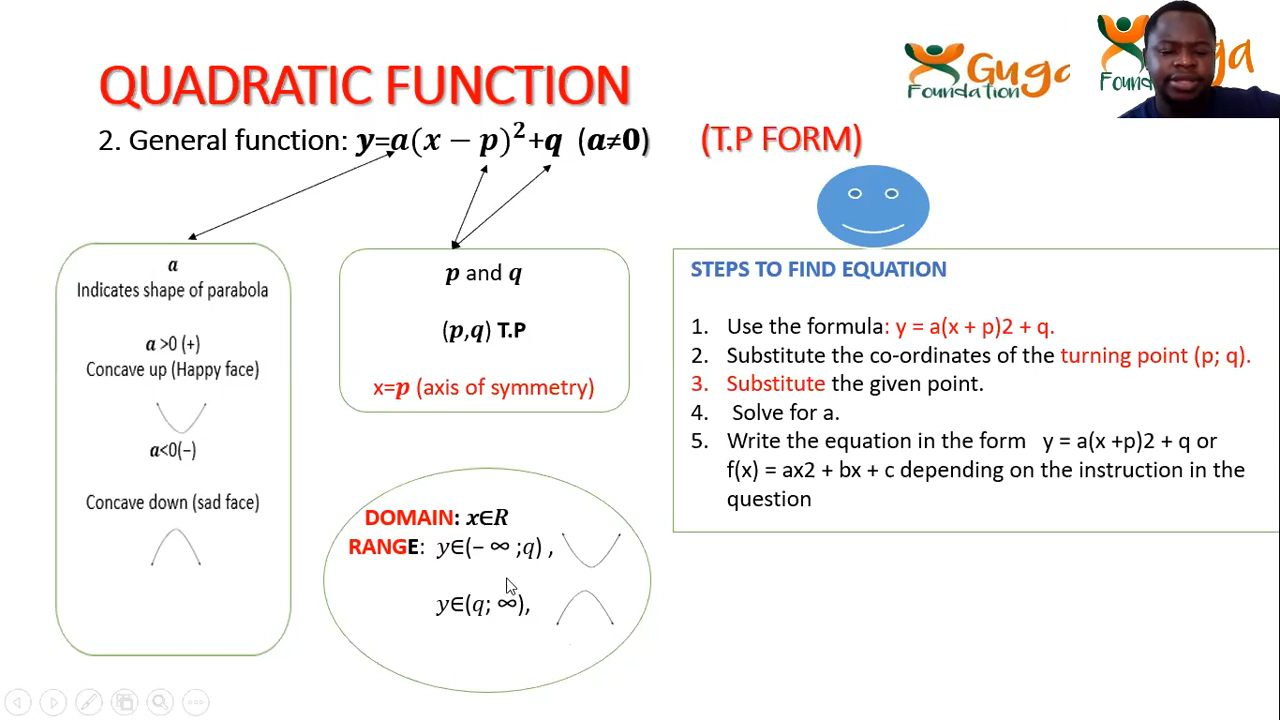 QUADRATIC FUNCTION
Guga
Foundation
ga
Found
2. General function: y=a(x − p)²+q (a≠0)
(T.P FORM)
a
Indicates shape of parabola
a >0 (+)
Concave up (Happy face)
a<0(−)
Concave down (sad face)
p and q
(p,q) T.P
x=p (axis of symmetry)
DOMAIN: x∈R
RANGE: y∈(− ∞ ;q) ,
y∈(q; ∞),
STEPS TO FIND EQUATION
1. Use the formula: y = a(x + p)2 + q.
2. Substitute the co-ordinates of the turning point (p; q).
3. Substitute the given point.
4. Solve for a.
5. Write the equation in the form y = a(x +p)2 + q or
f(x) = ax2 + bx + c depending on the instruction in the
question